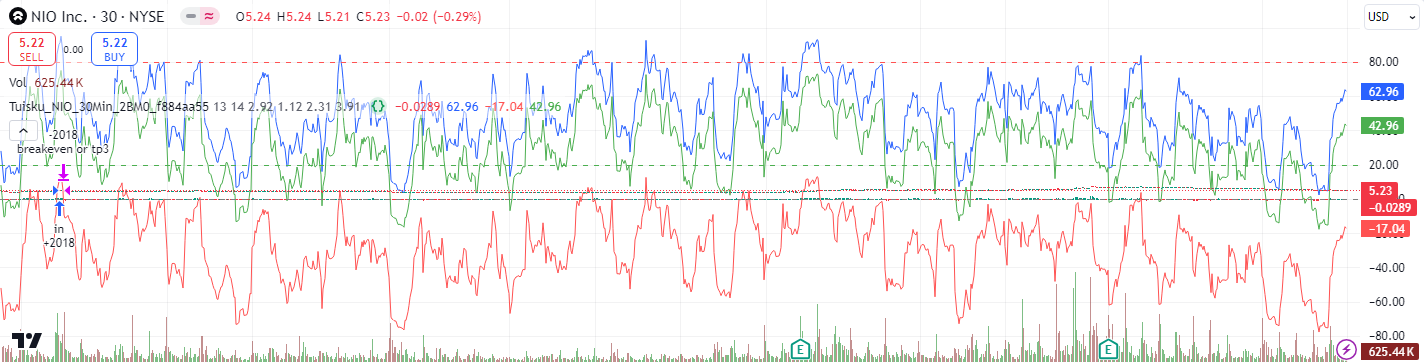 NIO Inc. · 30 · NYSE O5.24 H5.24 L5.21 C5.23 −0.02 (−0.29%)
USD
5.22 SELL 0.00 5.22 BUY
Vol 625.44 K
Tuisku_NIO_30Min_2BM0_f884aa55 13 14 2.92 1.12 2.31 3.91 {} −0.0289 62.96 −17.04 42.96
-2018
breakeven or tp3
in
+2018
80.00
62.96
42.96
20.00
5.23
−0.0289
−17.04
−40.00
−60.00
−80.00
625.44K
E
E